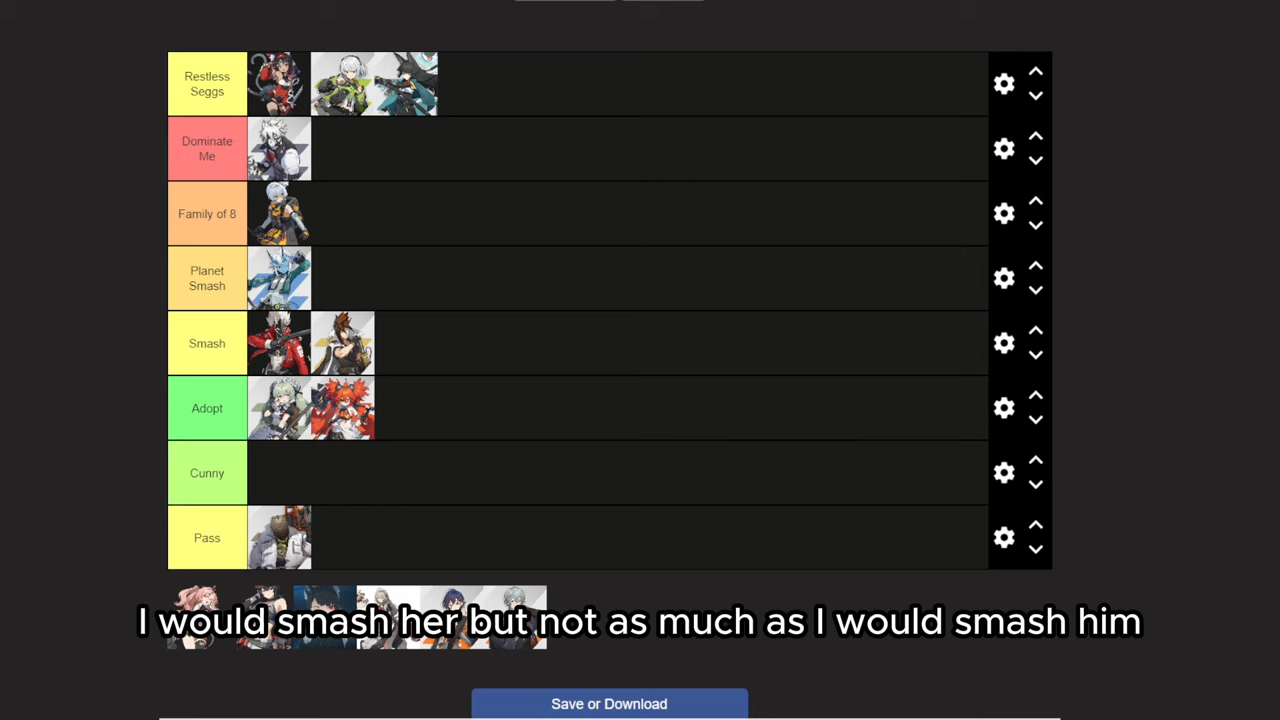 Restless
Seggs
Dominate
Me
Family of 8
Planet
Smash
Smash
Adopt
Cunny
Pass
I would smash her but not as much as I would smash him
Save or Download